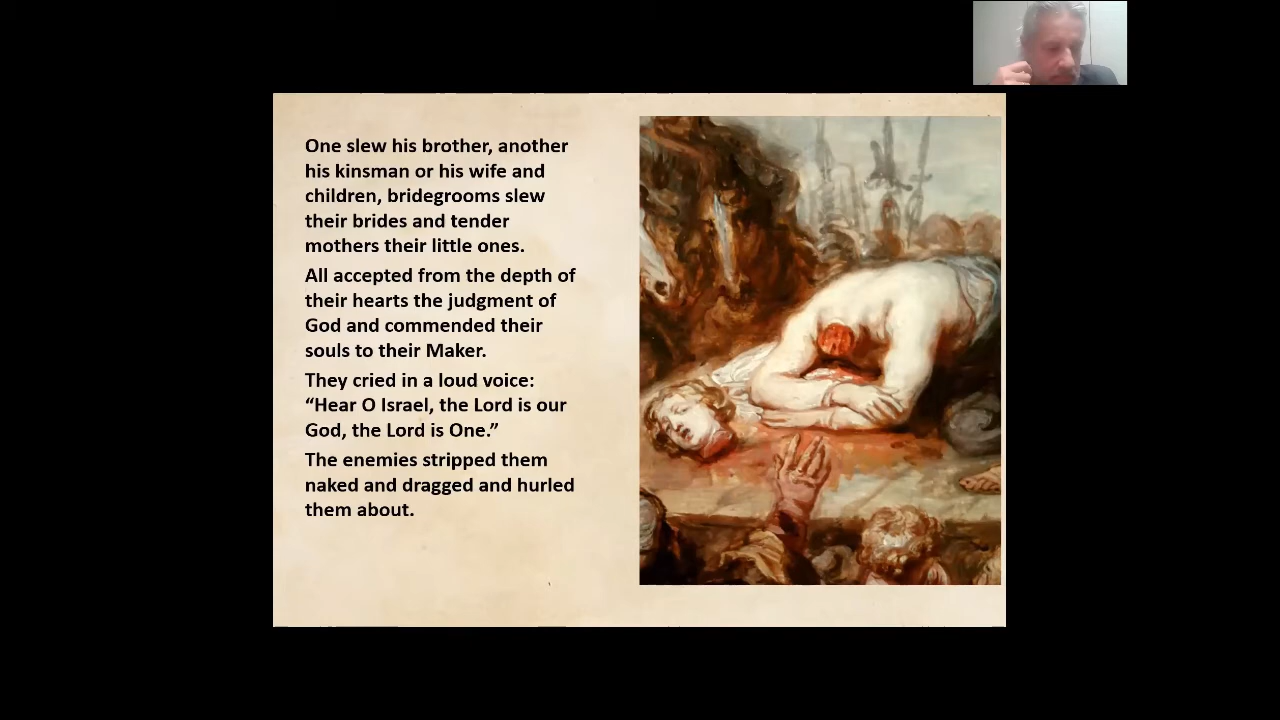 One slew his brother, another
his kinsman or his wife and
children, bridegrooms slew
their brides and tender
mothers their little ones.
All accepted from the depth of
their hearts the judgment of
God and commended their
souls to their Maker.
They cried in a loud voice:
“Hear O Israel, the Lord is our
God, the Lord is One.”
The enemies stripped them
naked and dragged and hurled
them about.